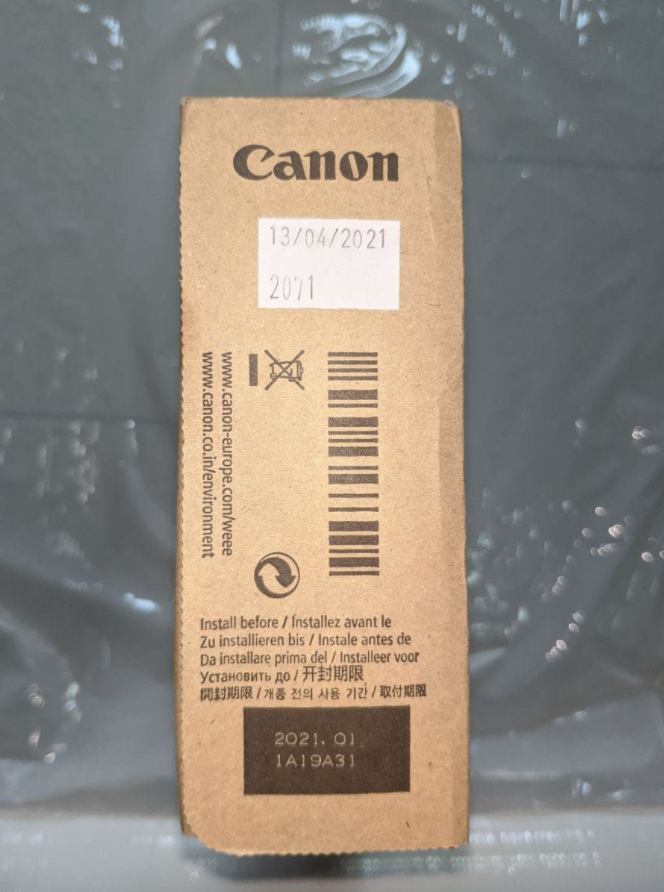 Canon
13/04/2021
2071
www.canon-europe.com/weee
www.canon.co.in/environment
Install before / Installez avant le
Zu installieren bis / Instale antes de
Da installare prima del / Installeer voor
Установить до / 开封期限
開封期限 / 개종 전의 사용 기간 / 取付期限
2021. 01
1A19A31